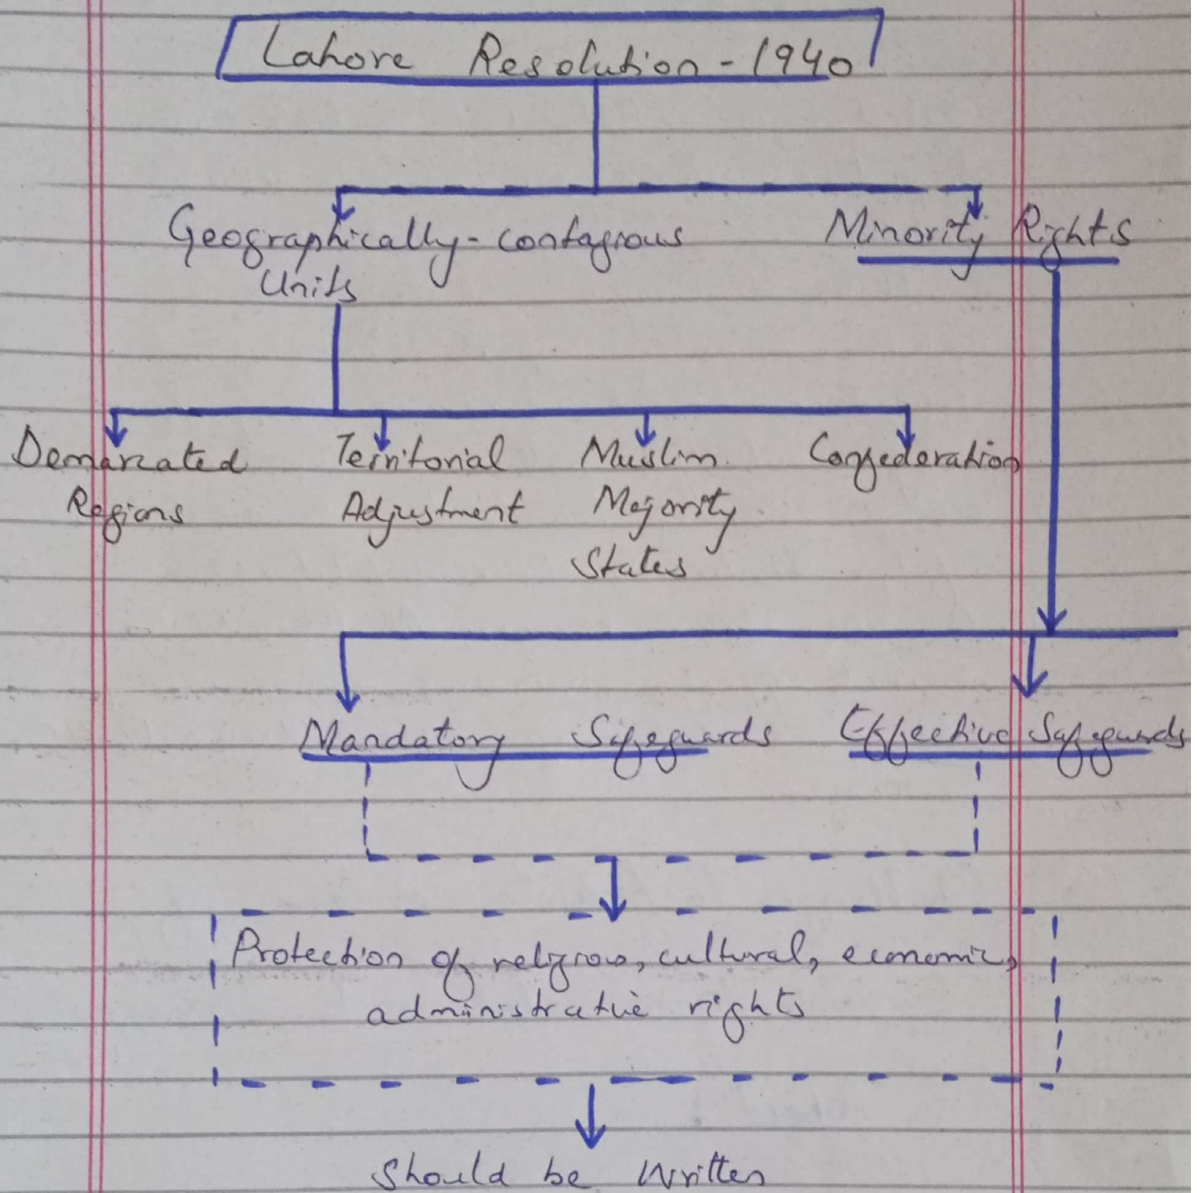 Lahore Resolution - 1940
Geographically - contagious Minority Rights
Units
Demarcated Territorial Muslim Confederation
Regions Adjustment Majority
States
Mandatory Safeguards Effective Safeguards
Protection of religious, cultural, economic,
administrative rights
Should be Written